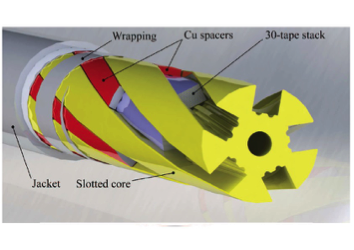 Wrapping
Cu spacers
30-tape stack
Jacket
Slotted core